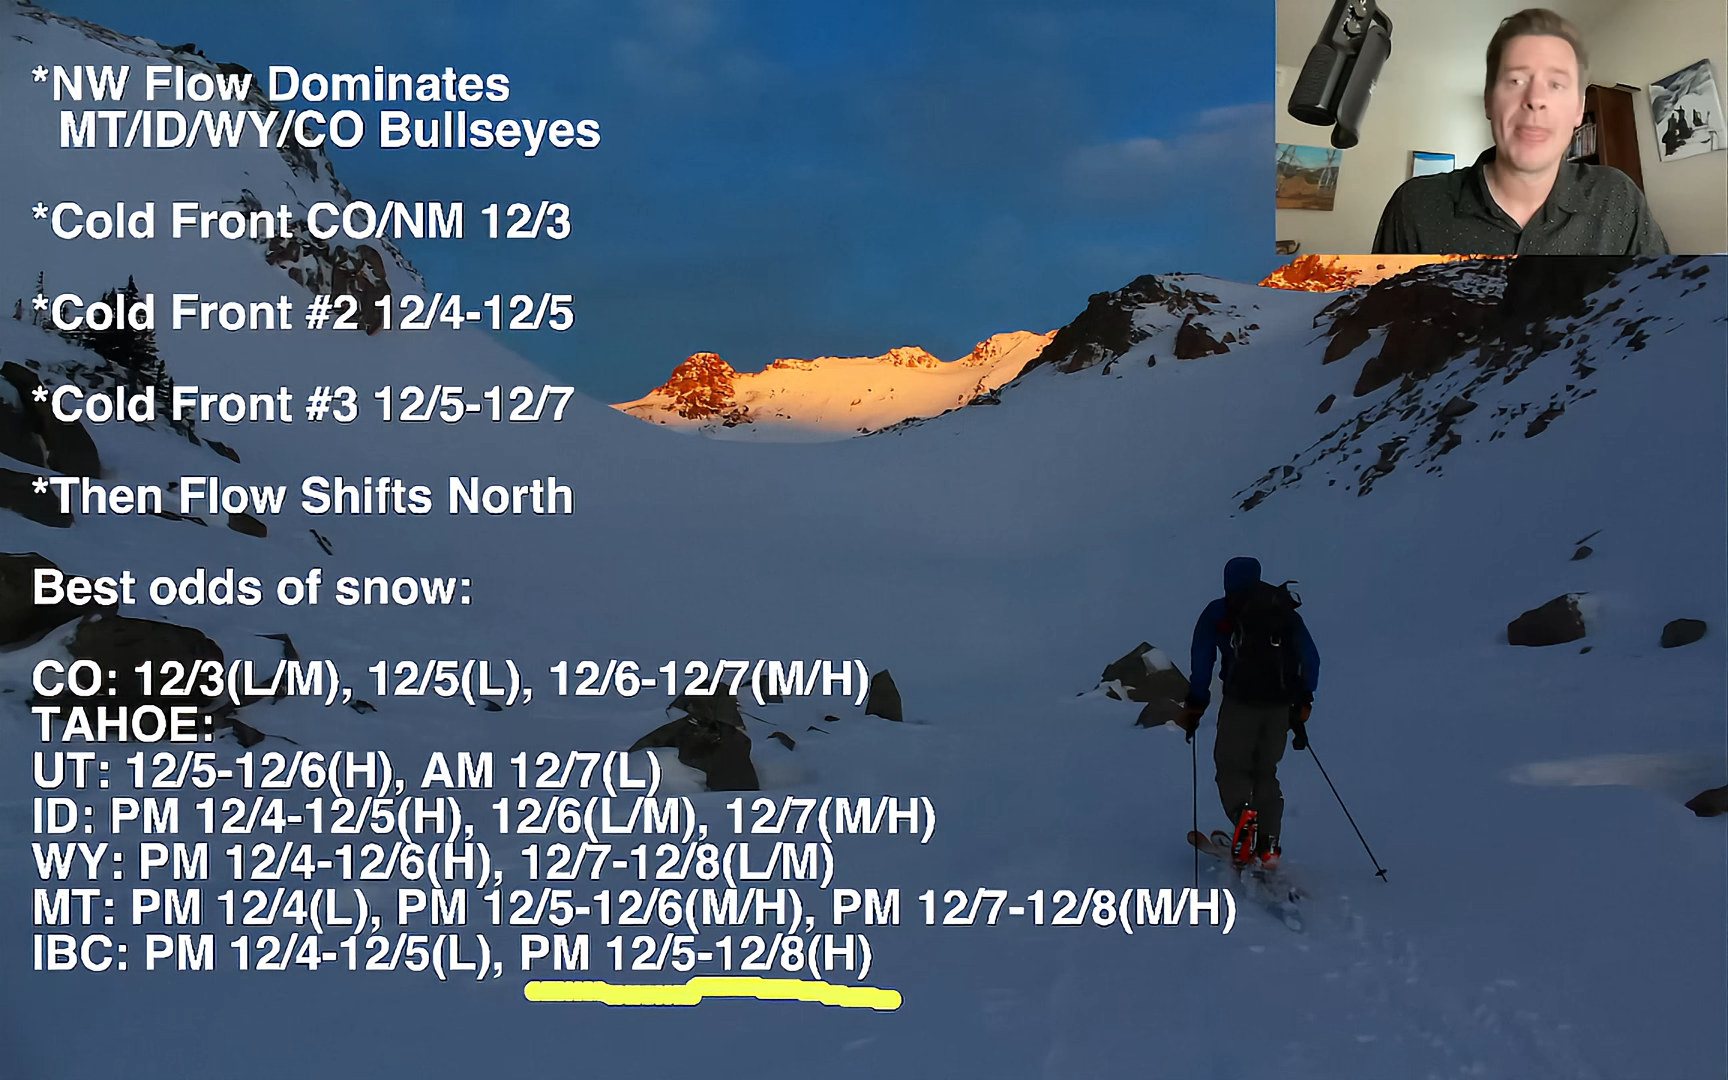 *NW Flow Dominates
MT/ID/WY/CO Bullseyes
*Cold Front CO/NM 12/3
*Cold Front #2 12/4-12/5
*Cold Front #3 12/5-12/7
*Then Flow Shifts North
Best odds of snow:
CO: 12/3(L/M), 12/5(L), 12/6-12/7(M/H)
TAHOE:
UT: 12/5-12/6(H), AM 12/7(L)
ID: PM 12/4-12/5(H), 12/6(L/M), 12/7(M/H)
WY: PM 12/4-12/6(H), 12/7-12/8(L/M)
MT: PM 12/4(L), PM 12/5-12/6(M/H), PM 12/7-12/8(M/H)
IBC: PM 12/4-12/5(L), PM 12/5-12/8(H)